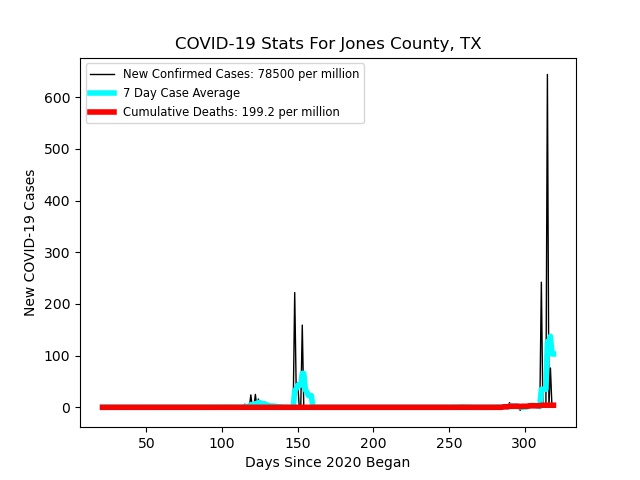 COVID-19 Stats For Jones County, TX
New Confirmed Cases: 78500 per million
7 Day Case Average
Cumulative Deaths: 199.2 per million
New COVID-19 Cases
600
500
400
300
200
100
0
50 100 150 200 250 300
Days Since 2020 Began